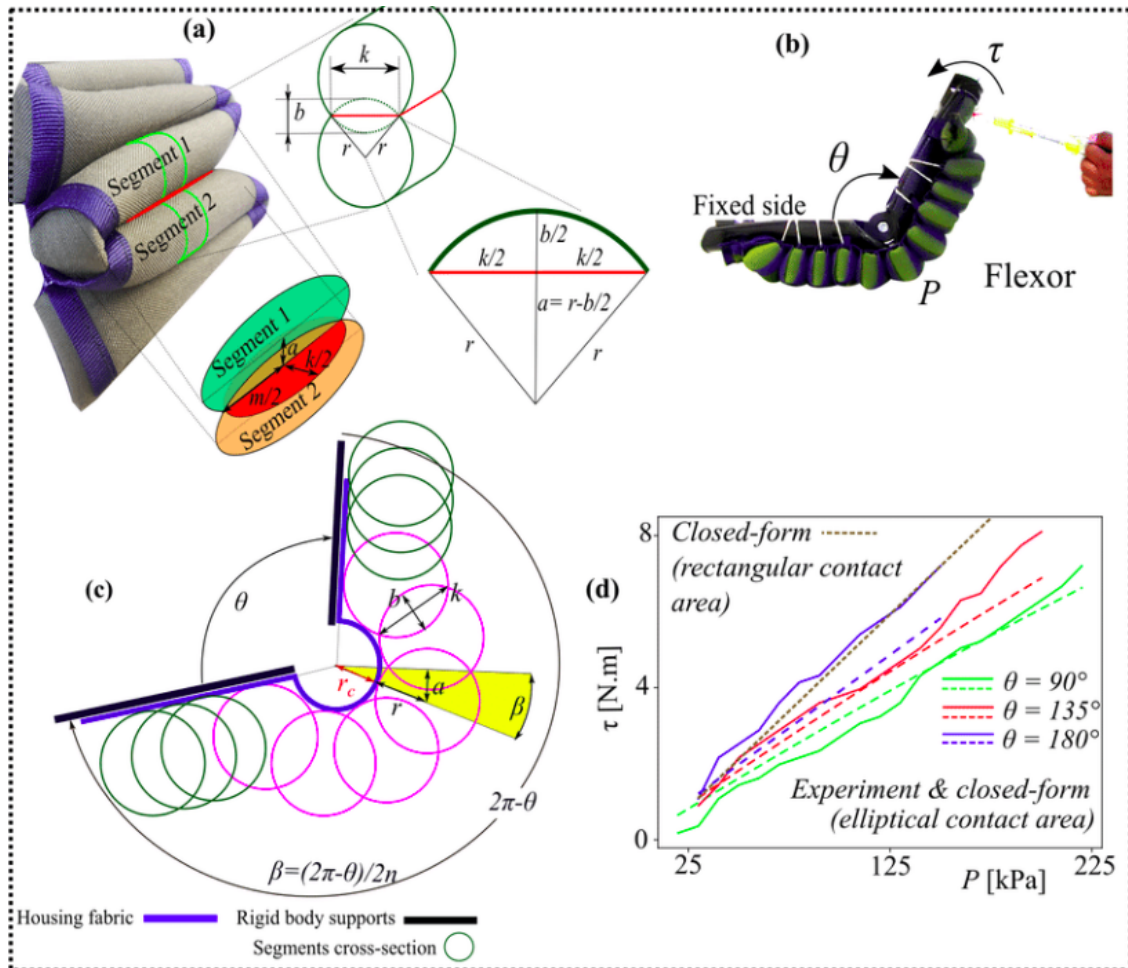 (a)
k
b
r r
Segment 1
Segment 2
b/2
k/2 k/2
a= r-b/2
r r
Segment 1
a
k/2
m/2
Segment 2
(b)
τ
θ
Fixed side
P
Flexor
(c)
θ
b k
r_c
a
r
β
2π-θ
β=(2π-θ)/2n
Housing fabric
Rigid body supports
Segments cross-section
(d)
8
Closed-form
(rectangular contact
area)
τ [N.m]
4
θ = 90°
θ = 135°
θ = 180°
Experiment & closed-form
(elliptical contact area)
0
25 125 225
P [kPa]